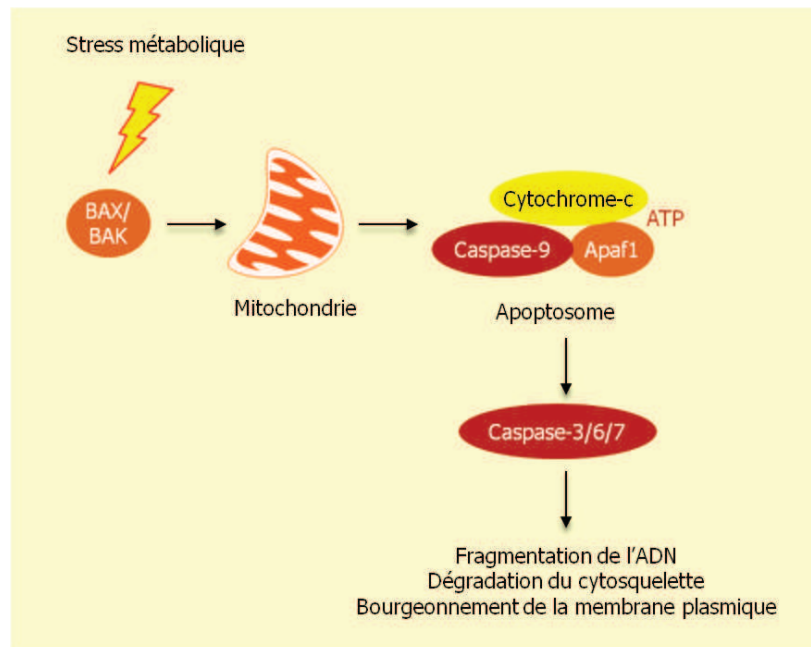 Stress métabolique
BAX/
BAK
Mitochondrie
Cytochrome-c
ATP
Caspase-9
Apaf1
Apoptosome
Caspase-3/6/7
Fragmentation de l'ADN
Dégradation du cytosquelette
Bourgeonnement de la membrane plasmique